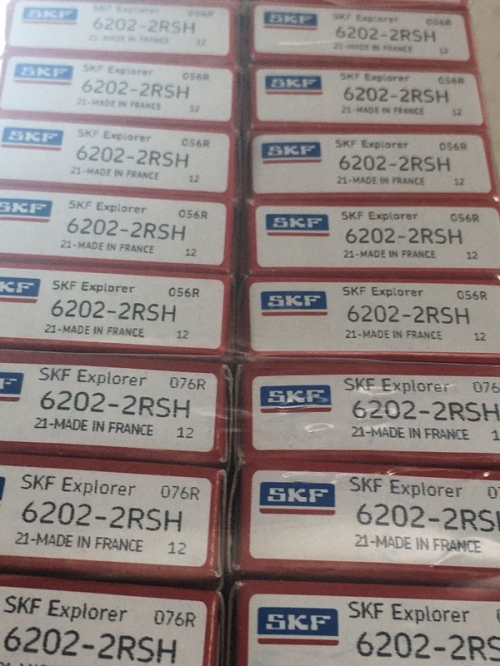 SKF
SKF Explorer 056R
6202-2RSH
21-MADE IN FRANCE 12
SKF
SKF Explorer 056R
6202-2RSH
21-MADE IN FRANCE 12
SKF
SKF Explorer 056R
6202-2RSH
21-MADE IN FRANCE 12
SKF
SKF Explorer 056R
6202-2RSH
21-MADE IN FRANCE 12
SKF
SKF Explorer 056R
6202-2RSH
21-MADE IN FRANCE 12
SKF
SKF Explorer 056R
6202-2RSH
21-MADE IN FRANCE 12
SKF
SKF Explorer 056R
6202-2RSH
21-MADE IN FRANCE 12
SKF
SKF Explorer 056R
6202-2RSH
21-MADE IN FRANCE 12
KF
SKF Explorer 056R
6202-2RSH
21-MADE IN FRANCE 12
SKF
SKF Explorer 056R
6202-2RSH
21-MADE IN FRANCE 12
F
SKF Explorer 076R
6202-2RSH
21-MADE IN FRANCE 12
SKF
SKF Explorer 076
6202-2RSH
21-MADE IN FRANCE 1
SKF Explorer 076R
6202-2RSH
21-MADE IN FRANCE 12
SKF
SKF Explorer 07
6202-2RS
21-MADE IN FRANCE
SKF Explorer 076R
6202-2RSH
SKF
SKF Explorer
6202-2RS